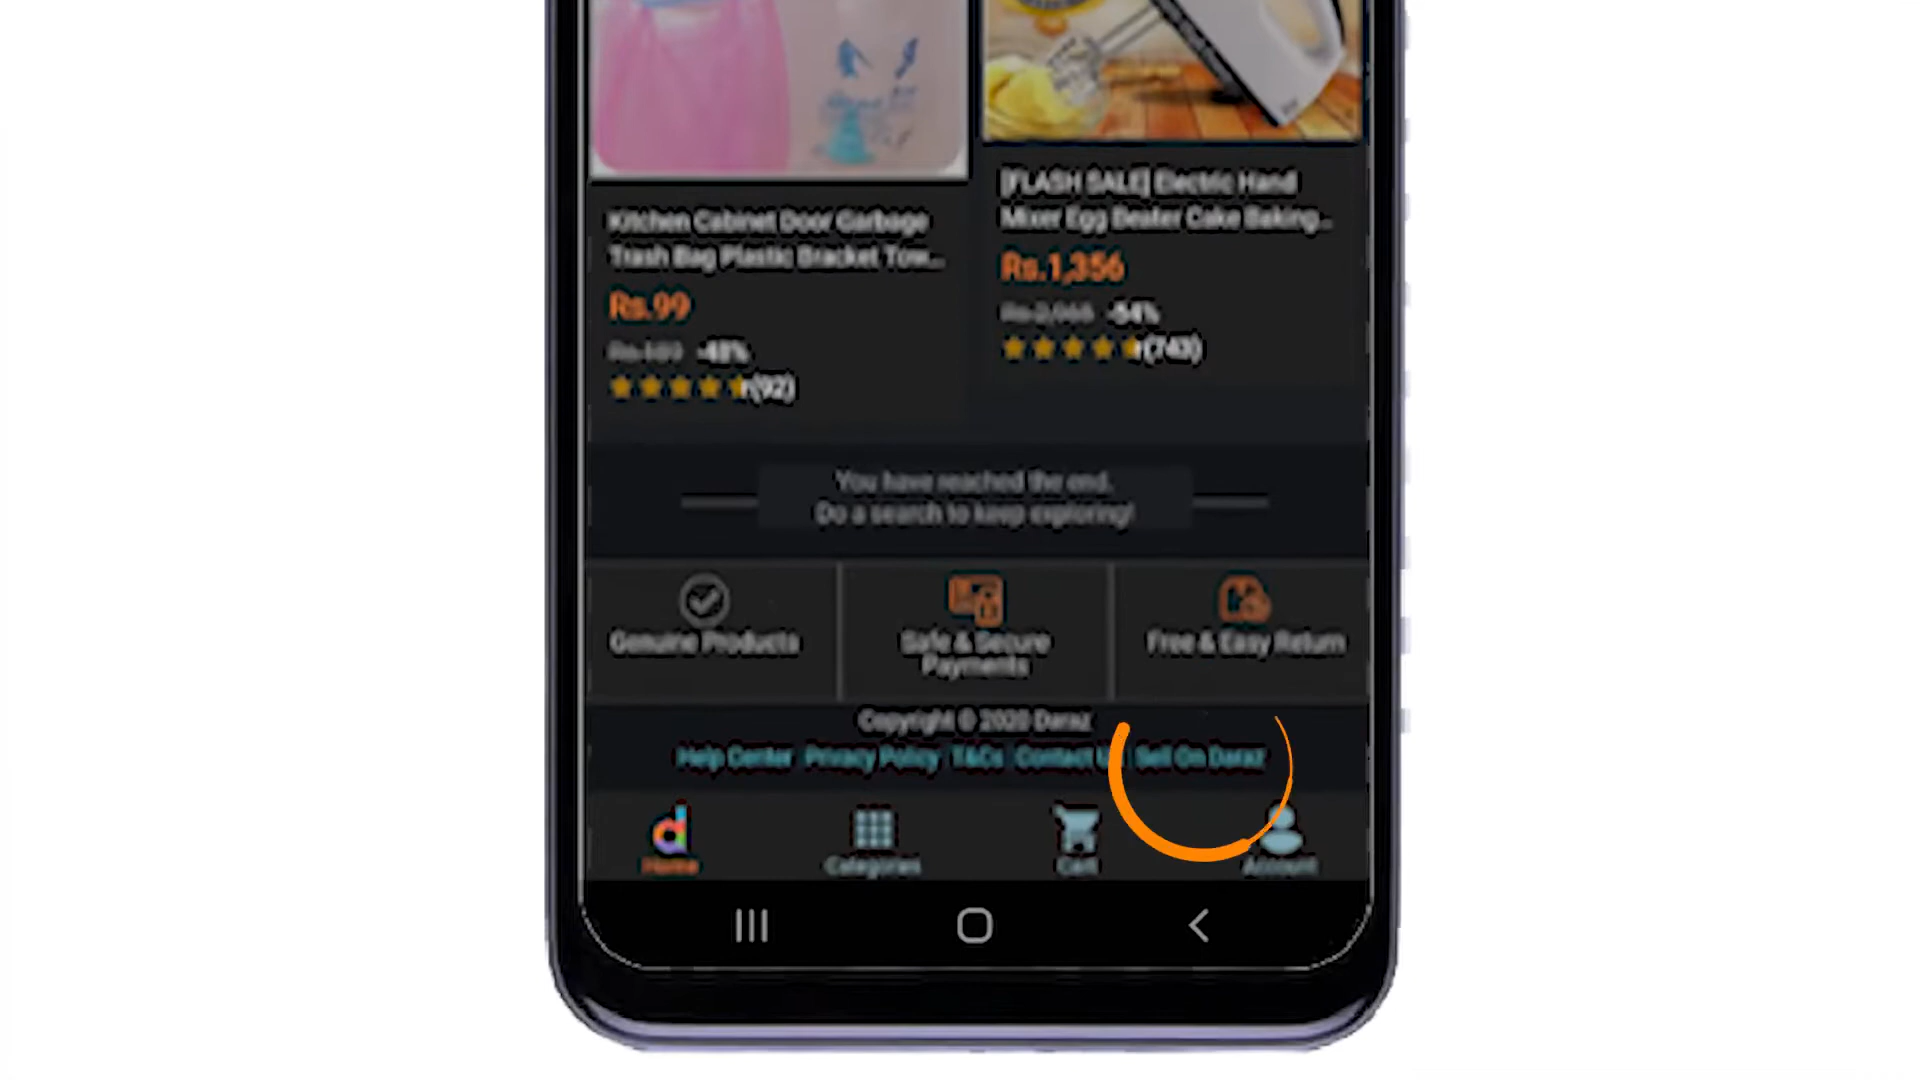 Kitchen Cabinet Door Garbage
Trash Bag Plastic Bracket Tow...
Rs.99
Rs.189 -48%
(92)
[FLASH SALE] Electric Hand
Mixer Egg Beater Cake Baking...
Rs.1,356
-54%
(743)
You have reached the end.
Do a search to keep exploring!
Genuine Products
Safe & Secure
Payments
Free & Easy Return
Copyright © 2020 Daraz
Help Center Privacy Policy T&Cs Contact Us Sell On Daraz
Home
Categories
Cart
Account